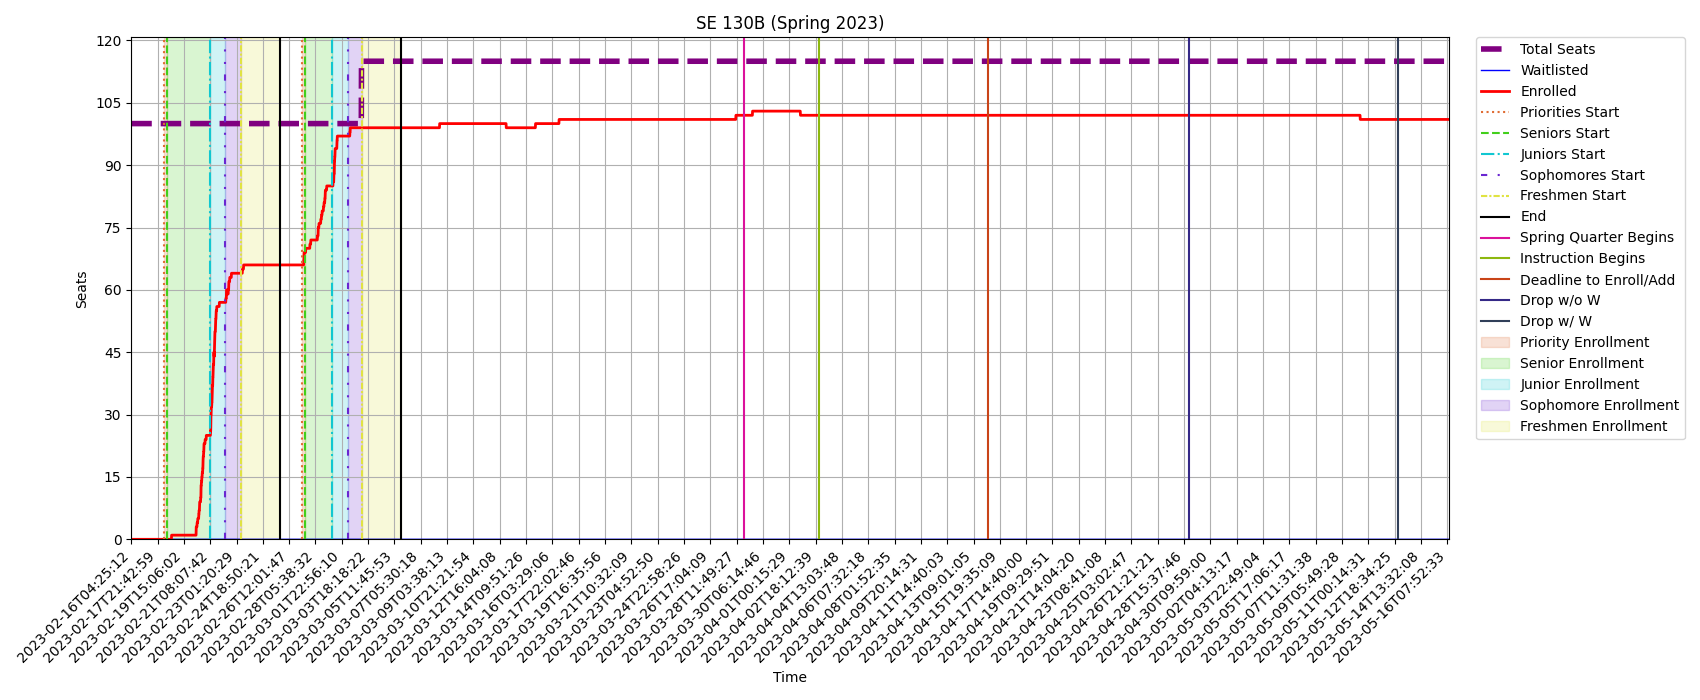 SE 130B (Spring 2023)
120
105
90
75
60
45
30
15
0
Seats
2023-02-16T04:25:12
2023-02-17T21:42:59
2023-02-19T15:06:02
2023-02-21T08:07:42
2023-02-23T01:20:29
2023-02-24T18:50:21
2023-02-26T12:01:47
2023-02-28T05:38:32
2023-03-01T22:56:10
2023-03-03T18:18:22
2023-03-05T11:45:53
2023-03-07T05:30:18
2023-03-09T03:38:13
2023-03-10T21:21:54
2023-03-12T16:04:08
2023-03-14T09:51:26
2023-03-16T03:29:06
2023-03-17T22:02:46
2023-03-19T16:35:56
2023-03-21T10:32:09
2023-03-23T04:52:50
2023-03-24T22:58:26
2023-03-26T17:04:09
2023-03-28T11:49:27
2023-03-30T06:14:46
2023-04-01T00:15:29
2023-04-02T18:12:39
2023-04-04T13:03:48
2023-04-06T07:32:18
2023-04-08T01:52:35
2023-04-09T20:14:31
2023-04-11T14:40:03
2023-04-13T09:01:05
2023-04-15T19:35:09
2023-04-17T14:40:00
2023-04-19T09:29:51
2023-04-21T14:04:20
2023-04-23T08:41:08
2023-04-25T03:02:47
2023-04-26T21:21:21
2023-04-28T15:37:46
2023-04-30T09:59:00
2023-05-02T04:13:17
2023-05-03T22:49:04
2023-05-05T17:06:17
2023-05-07T11:31:38
2023-05-09T05:49:28
2023-05-11T00:14:31
2023-05-12T18:34:25
2023-05-14T13:32:08
2023-05-16T07:52:33
Time
Total Seats
Waitlisted
Enrolled
Priorities Start
Seniors Start
Juniors Start
Sophomores Start
Freshmen Start
End
Spring Quarter Begins
Instruction Begins
Deadline to Enroll/Add
Drop w/o W
Drop w/ W
Priority Enrollment
Senior Enrollment
Junior Enrollment
Sophomore Enrollment
Freshmen Enrollment